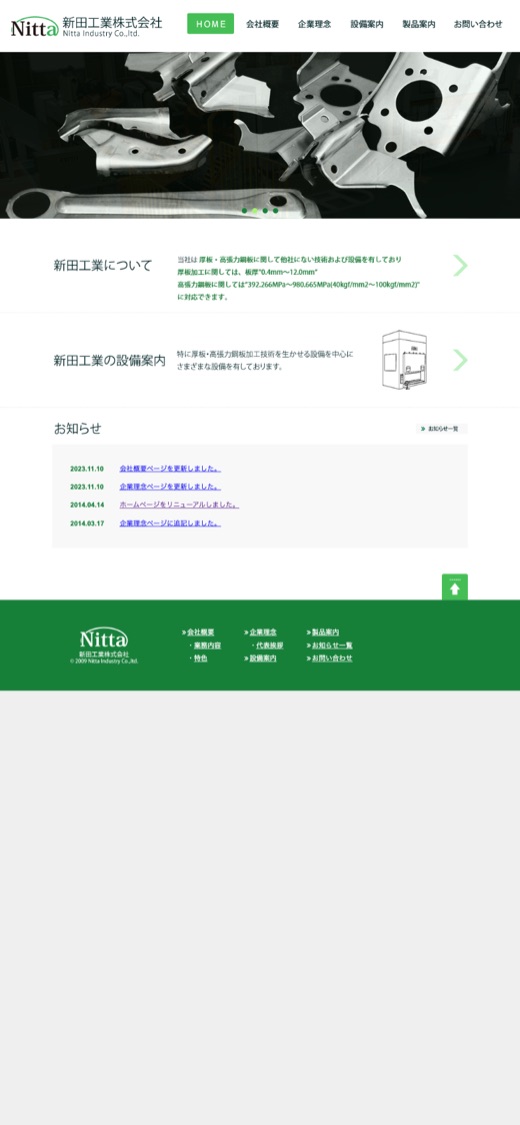 Nitta 新田工業株式会社
Nitta Industry Co.,ltd.
HOME 会社概要 企業理念 設備案内 製品案内 お問い合わせ
新田工業について
当社は 厚板・高張力鋼板に関して他社にない技術および設備を有しており
厚板加工に関しては、板厚"0.4mm～12.0mm"
高張力鋼板に関しては"392.266MPa～980.665MPa(40kgf/mm2～100kgf/mm2)"
に対応できます。
新田工業の設備案内
特に厚板・高張力鋼板加工技術を生かせる設備を中心に
さまざまな設備を有しております。
お知らせ
» お知らせ一覧
2023.11.10 会社概要ページを更新しました。
2023.11.10 企業理念ページを更新しました。
2014.04.14 ホームページをリニューアルしました。
2014.03.17 企業理念ページに追記しました。
Nitta
新田工業株式会社
© 2009 Nitta Industry Co.,ltd.
» 会社概要
・業務内容
・特色
» 企業理念
・代表挨拶
» 設備案内
» 製品案内
» お知らせ一覧
» お問い合わせ